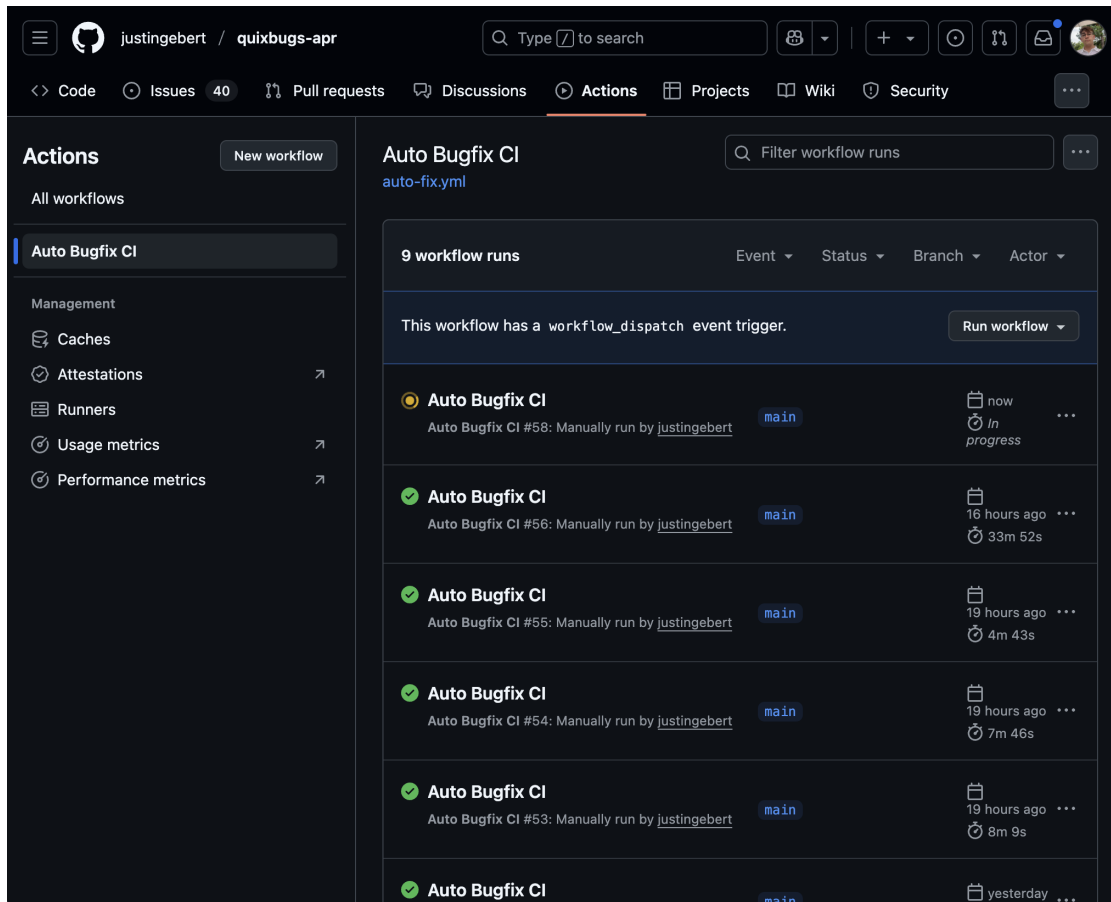 justingebert / quixbugs-apr
Type / to search
Code
Issues 40
Pull requests
Discussions
Actions
Projects
Wiki
Security
Actions
New workflow
All workflows
Auto Bugfix CI
Management
Caches
Attestations
Runners
Usage metrics
Performance metrics
Auto Bugfix CI
auto-fix.yml
Filter workflow runs
9 workflow runs
Event
Status
Branch
Actor
This workflow has a workflow_dispatch event trigger.
Run workflow
Auto Bugfix CI
Auto Bugfix CI #58: Manually run by justingebert
main
now
In
progress
Auto Bugfix CI
Auto Bugfix CI #56: Manually run by justingebert
main
16 hours ago
33m 52s
Auto Bugfix CI
Auto Bugfix CI #55: Manually run by justingebert
main
19 hours ago
4m 43s
Auto Bugfix CI
Auto Bugfix CI #54: Manually run by justingebert
main
19 hours ago
7m 46s
Auto Bugfix CI
Auto Bugfix CI #53: Manually run by justingebert
main
19 hours ago
8m 9s
Auto Bugfix CI
main
yesterday